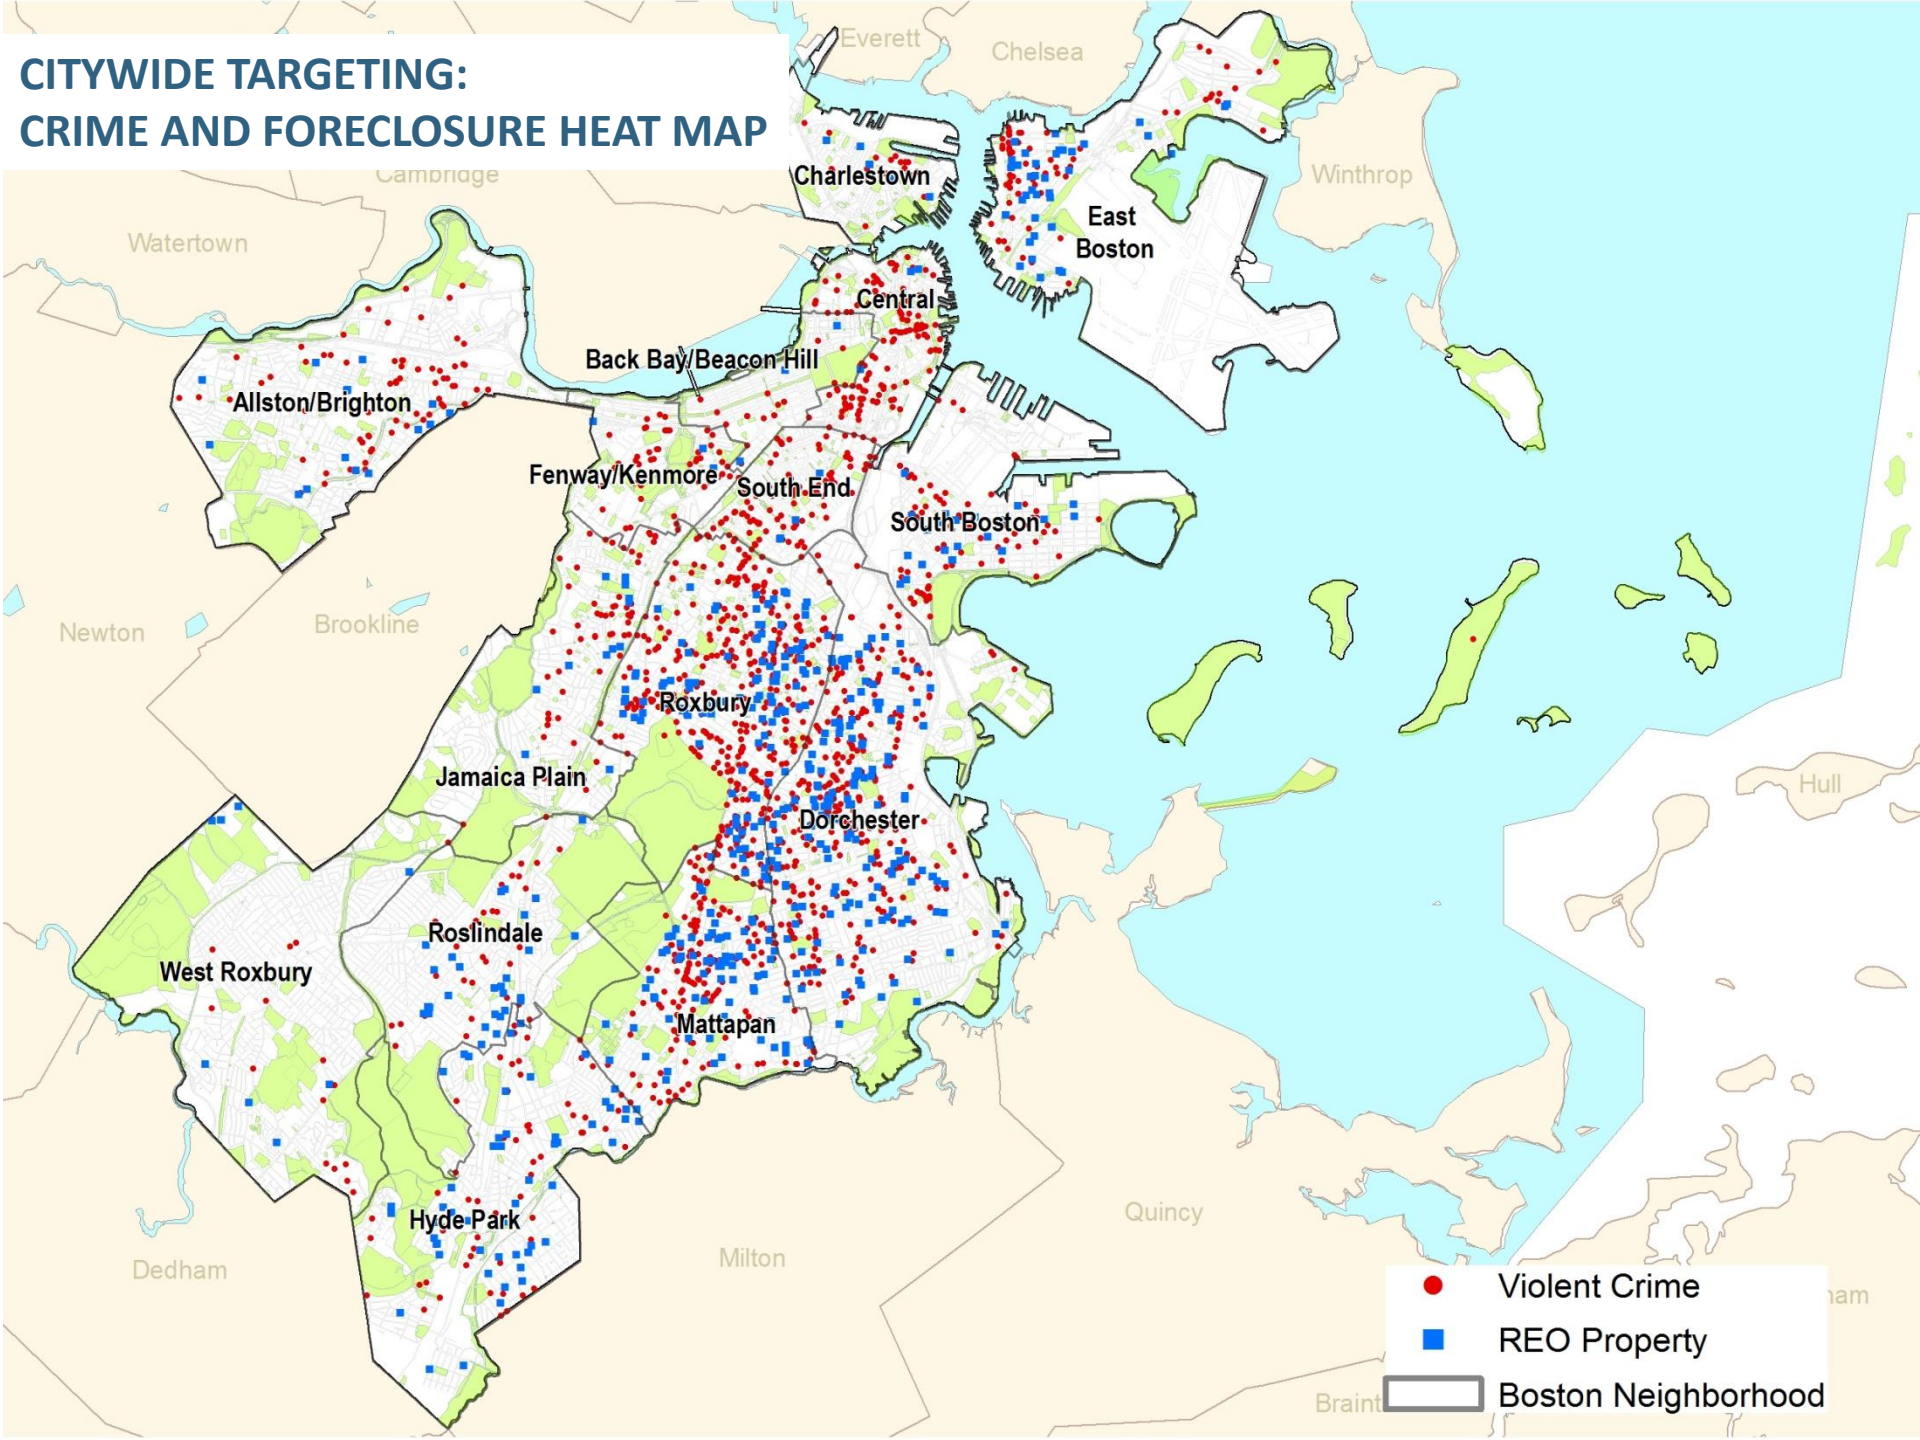 CITYWIDE TARGETING:
CRIME AND FORECLOSURE HEAT MAP
Everett
Chelsea
Cambridge
Charlestown
Winthrop
Watertown
East
Boston
Central
Back Bay/Beacon Hill
Allston/Brighton
Fenway/Kenmore
South End
South Boston
Newton
Brookline
Roxbury
Jamaica Plain
Hull
Dorchester
Roslindale
West Roxbury
Mattapan
Quincy
Hyde Park
Milton
Dedham
Violent Crime
ham
REO Property
Boston Neighborhood
Braint